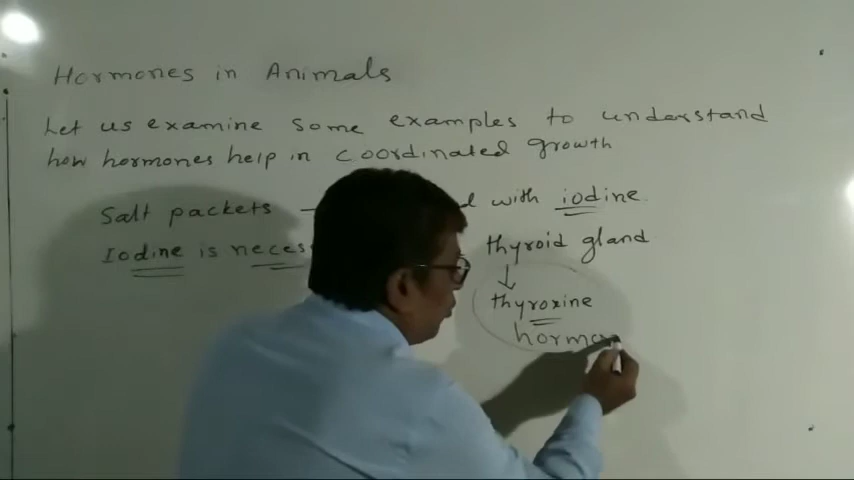 Hormones in Animals
Let us examine some examples to understand
how hormones help in coordinated growth
Salt packets – with iodine
Iodine is neces thyroid gland
↓
thyroxine
hormo